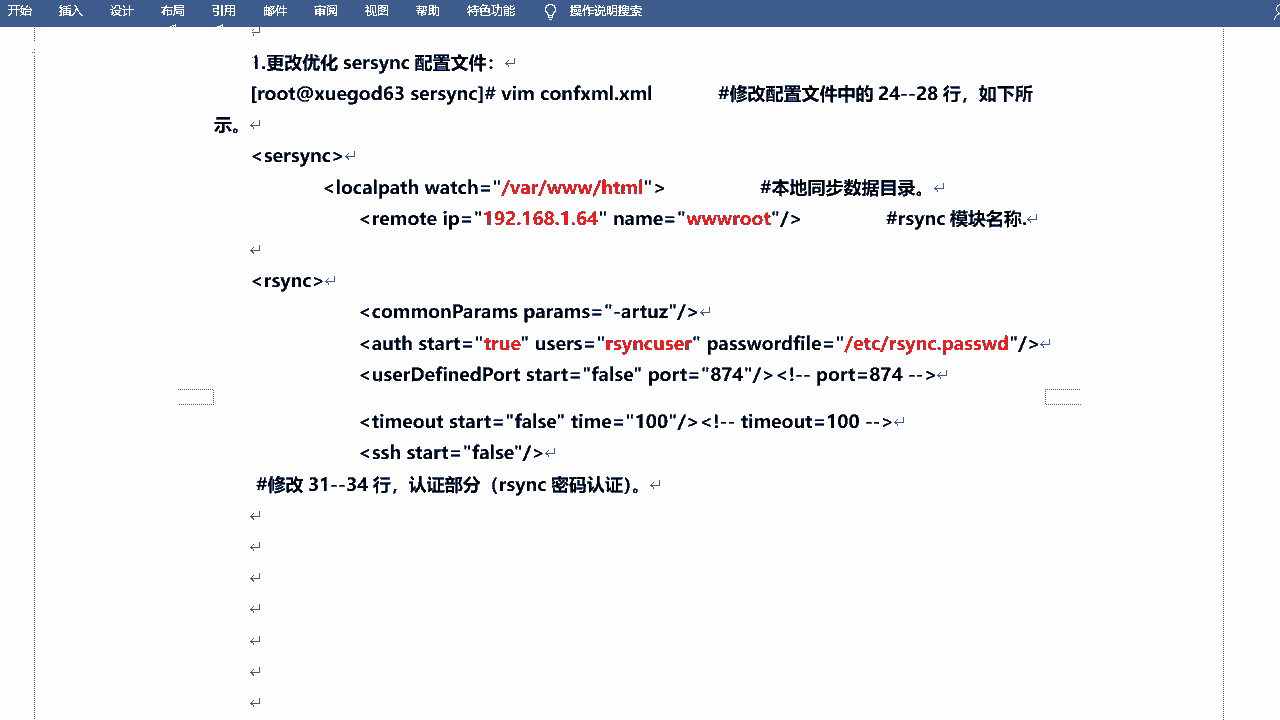 开始 插入 设计 布局 引用 邮件 审阅 视图 帮助 特色功能 操作说明搜索
1.更改优化 sersync 配置文件：
[root@xuegod63 sersync]# vim confxml.xml #修改配置文件中的 24--28 行，如下所
示。
<sersync>
<localpath watch="/var/www/html"> #本地同步数据目录。
<remote ip="192.168.1.64" name="wwwroot"/> #rsync 模块名称.
<rsync>
<commonParams params="-artuz"/>
<auth start="true" users="rsyncuser" passwordfile="/etc/rsync.passwd"/>
<userDefinedPort start="false" port="874"/><!-- port=874 -->
<timeout start="false" time="100"/><!-- timeout=100 -->
<ssh start="false"/>
#修改 31--34 行，认证部分（rsync 密码认证）。